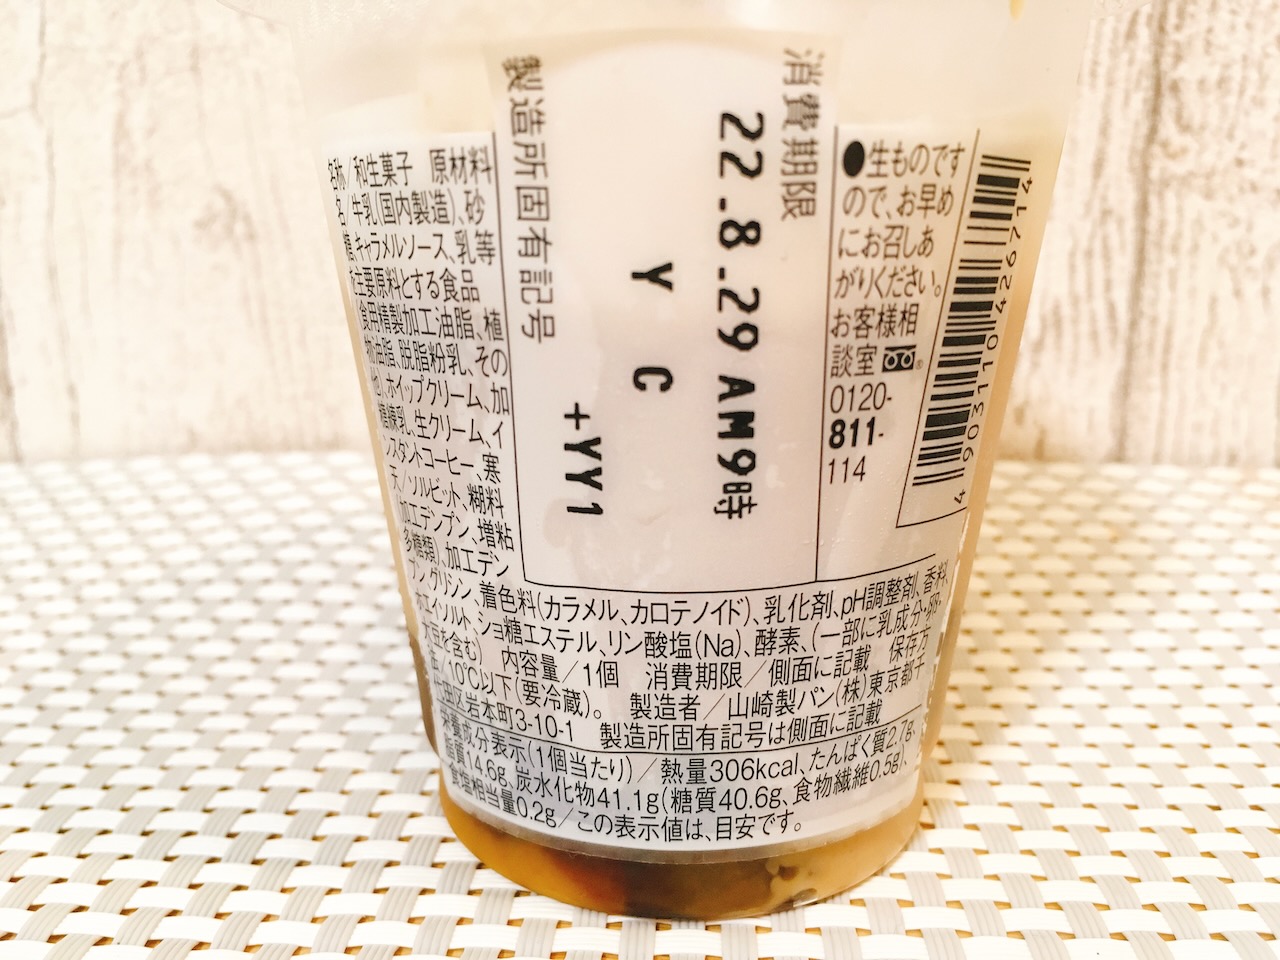 製造所固有記号
消費期限
22.8.29AM9時
Y C
+YY1
名称/和生菓子 原材料
名/牛乳(国内製造)、砂
糖、キャラメルソース、乳等
を主要原料とする食品
食用精製加工油脂、植
物油脂、脱脂粉乳、その
他、ホイップクリーム、加
糖練乳、生クリーム、イ
ンスタントコーヒー、寒
天/ソルビット、糊料
加工デンプン、増粘
多糖類)、加工デン
プン、グリシン、着色料(カラメル、カロテノイド)、乳化剤、pH調整剤、香料、
ホエイソルト、ショ糖エステル、リン酸塩(Na)、酵素、(一部に乳成分・卵・
大豆を含む) 内容量/1個 消費期限/側面に記載 保存方
法/10℃以下(要冷蔵)。 製造者/山崎製パン(株)東京都千
代田区岩本町3-10-1 製造所固有記号は側面に記載
栄養成分表示(1個当たり)/熱量306kcal、たんぱく質2.7g、
脂質14.6g、炭水化物41.1g(糖質40.6g、食物繊維0.5g)、
食塩相当量0.2g/この表示値は、目安です。
●生ものです
ので、お早め
にお召しあ
がりください。
お客様相
談室
0120-
811-
114
4 903110 426714